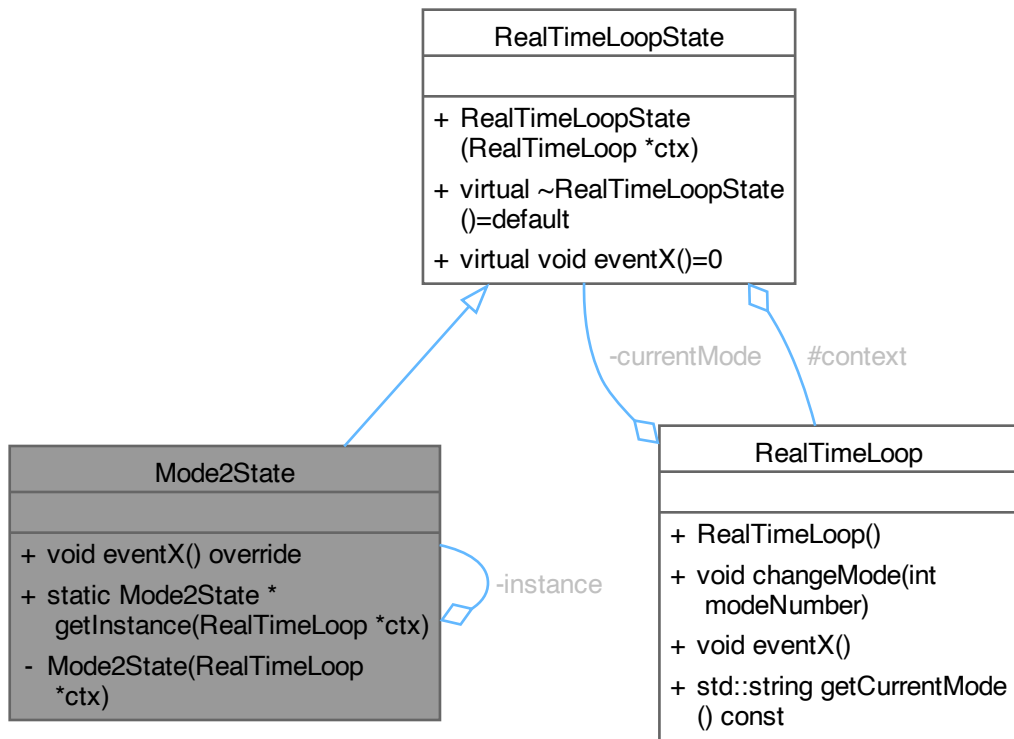 RealTimeLoopState
+ RealTimeLoopState
(RealTimeLoop *ctx)
+ virtual ~RealTimeLoopState
()=default
+ virtual void eventX()=0
-currentMode
#context
Mode2State
+ void eventX() override
+ static Mode2State *
getInstance(RealTimeLoop *ctx)
- Mode2State(RealTimeLoop
*ctx)
-instance
RealTimeLoop
+ RealTimeLoop()
+ void changeMode(int
modeNumber)
+ void eventX()
+ std::string getCurrentMode
() const